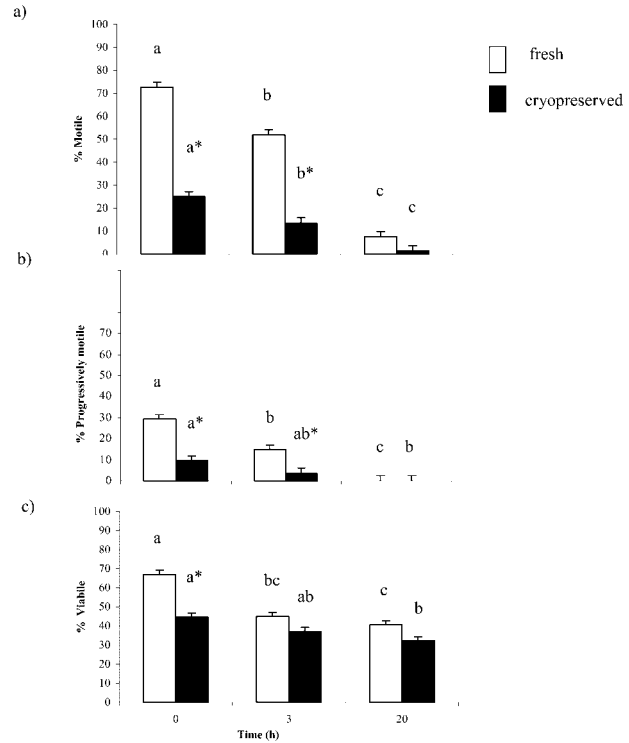 a)
fresh
cryopreserved
% Motile
100
90
80
70
60
50
40
30
20
10
0
a
a*
b
b*
c
c
b)
% Progressively motile
70
60
50
40
30
20
10
0
a
a*
b
ab*
c
b
c)
% Viabile
100
90
80
70
60
50
40
30
20
10
0
a
a*
bc
ab
c
b
0
3
20
Time (h)